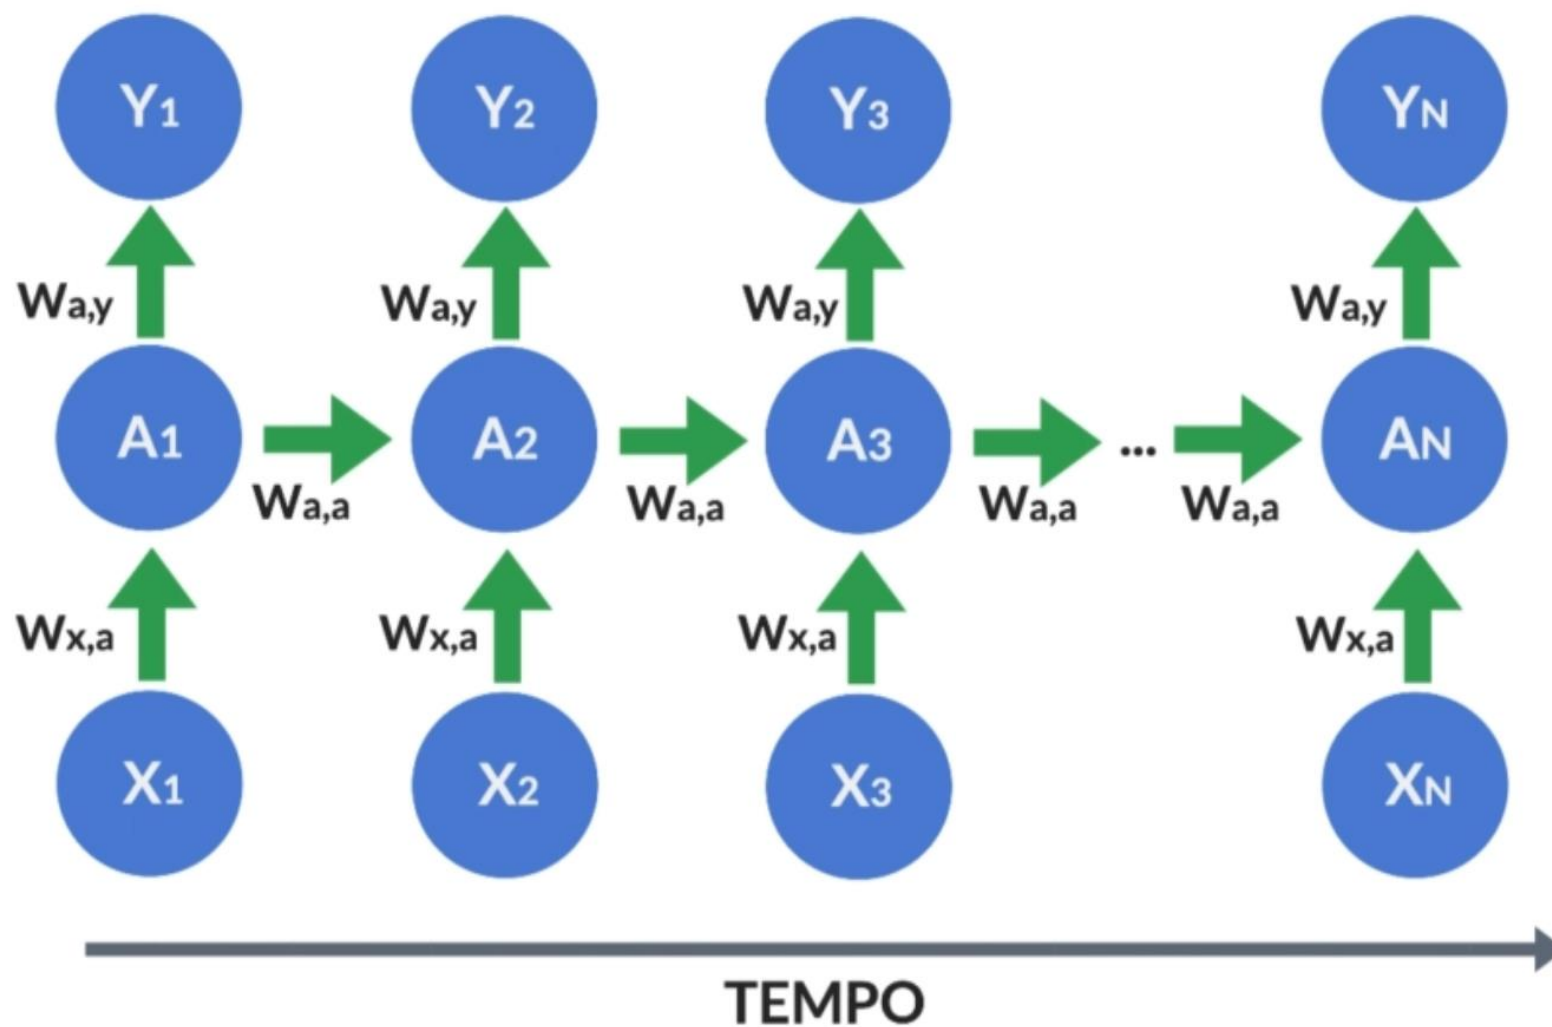 Y1 Y2 Y3 YN
Wa,y Wa,y Wa,y Wa,y
A1 A2 A3 ... AN
Wa,a Wa,a Wa,a Wa,a
Wx,a Wx,a Wx,a Wx,a
X1 X2 X3 XN
TEMPO